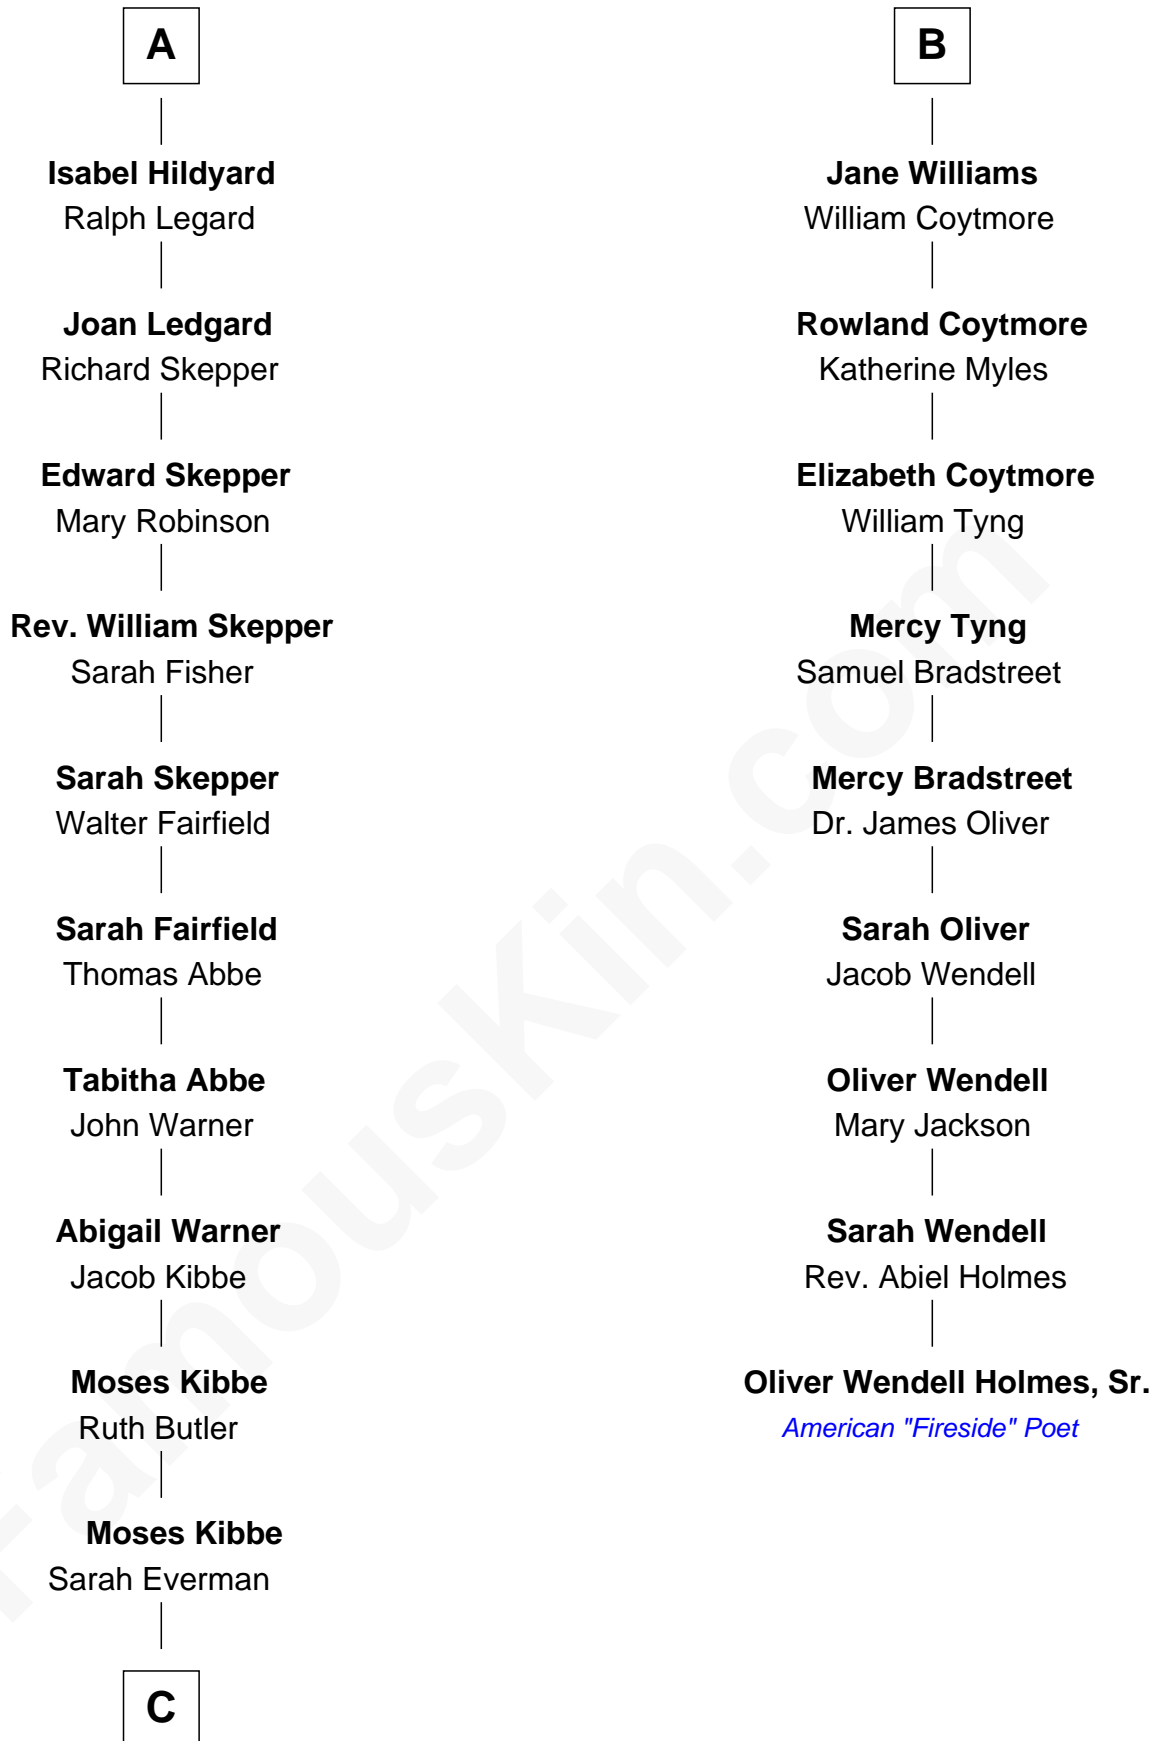 A
Isabel Hildyard
Ralph Legard
Joan Ledgard
Richard Skepper
Edward Skepper
Mary Robinson
Rev. William Skepper
Sarah Fisher
Sarah Skepper
Walter Fairfield
Sarah Fairfield
Thomas Abbe
Tabitha Abbe
John Warner
Abigail Warner
Jacob Kibbe
Moses Kibbe
Ruth Butler
Moses Kibbe
Sarah Everman
C
B
Jane Williams
William Coytmore
Rowland Coytmore
Katherine Myles
Elizabeth Coytmore
William Tyng
Mercy Tyng
Samuel Bradstreet
Mercy Bradstreet
Dr. James Oliver
Sarah Oliver
Jacob Wendell
Oliver Wendell
Mary Jackson
Sarah Wendell
Rev. Abiel Holmes
Oliver Wendell Holmes, Sr.
American "Fireside" Poet
FamousKin.com